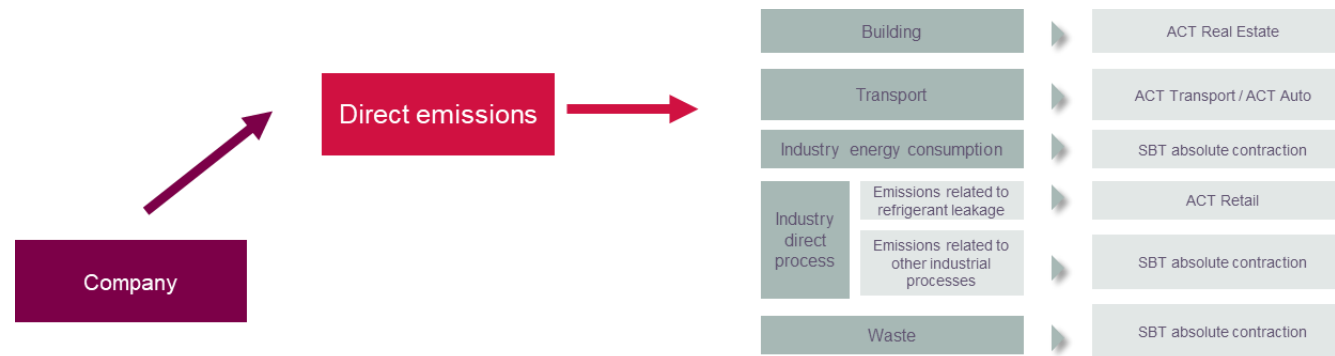 Building
ACT Real Estate
Direct emissions
Transport
ACT Transport / ACT Auto
Industry energy consumption
SBT absolute contraction
Industry
direct
process
Emissions related to
refrigerant leakage
ACT Retail
Emissions related to
other industrial
processes
SBT absolute contraction
Company
Waste
SBT absolute contraction